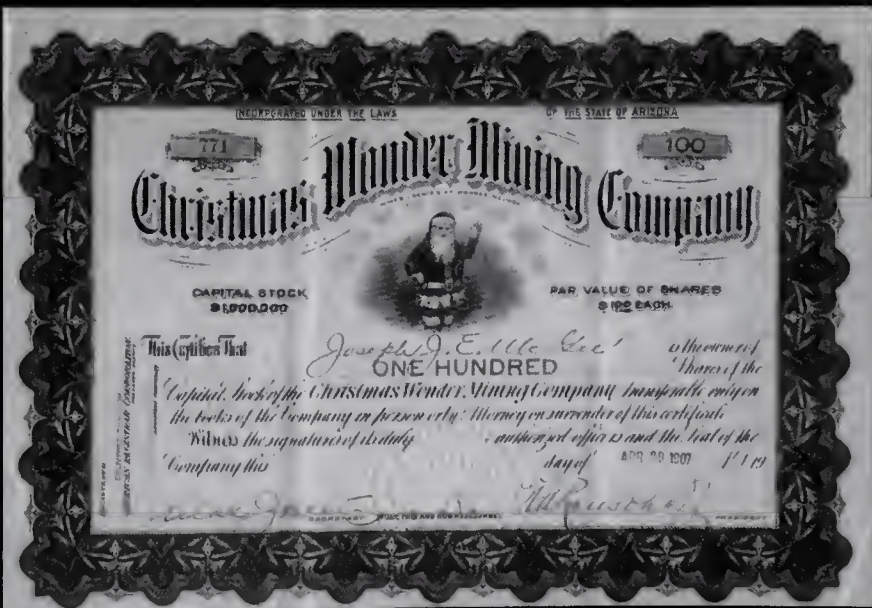 INCORPORATED UNDER THE LAWS OF THE STATE OF ARIZONA
771 100
Christmas Wonder Mining Company
CAPITAL STOCK
$1,000,000
PAR VALUE OF SHARES
$1.00 EACH
This Certifies That Joseph J. E. Mc Gee is the owner of
ONE HUNDRED Shares of the
Capital Stock of the Christmas Wonder Mining Company transferable only on
the books of the Company in person or by Attorney on surrender of this certificate
Witness the signatures of its duly authorized officers and the Seal of the
Company this day of APR 1907
SECRETARY PRESIDENT